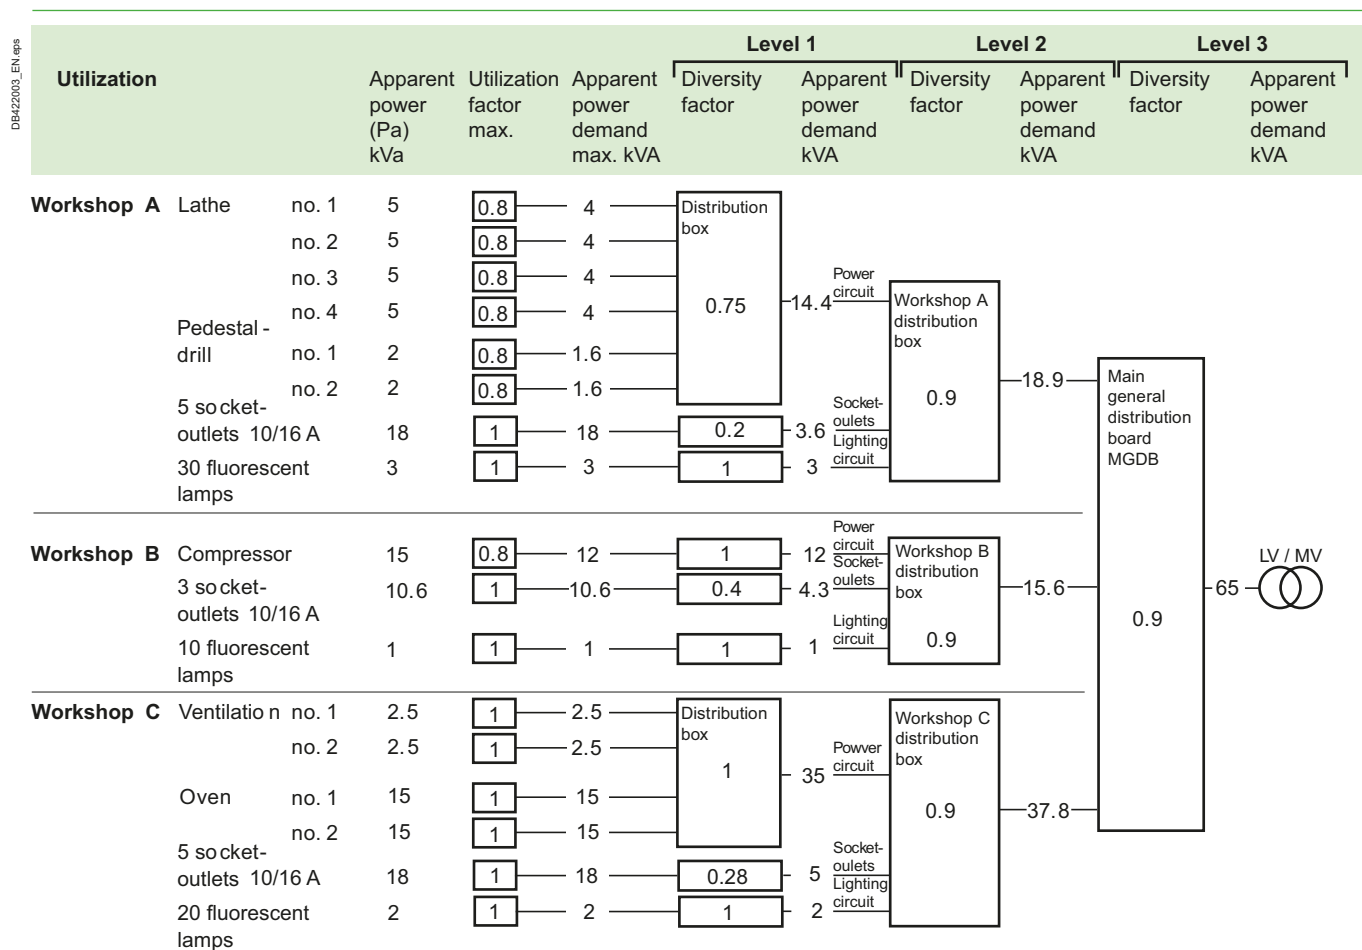 DB422003_EN.eps
Level 1 Level 2 Level 3
Utilization Apparent Utilization Apparent Diversity Apparent Diversity Apparent Diversity Apparent
power factor power factor power factor power factor power
(Pa) max. demand demand demand demand
kVa max. kVA kVA kVA kVA
Workshop A Lathe no. 1 5 0.8 4 Distribution
box
no. 2 5 0.8 4
no. 3 5 0.8 4 Power
circuit
no. 4 5 0.8 4 0.75 14.4 Workshop A
distribution
box
Pedestal -
drill no. 1 2 0.8 1.6
no. 2 2 0.8 1.6 0.9 18.9 Main
general
distribution
board
MGDB
5 so cket-
outlets 10/16 A 18 1 18 0.2 3.6 Socket-
oulets
30 fluorescent 3 1 3 1 3 Lighting
circuit
lamps
Workshop B Compressor 15 0.8 12 1 12 Power
circuit
Workshop B
distribution
box
3 so cket- 10.6 1 10.6 0.4 4.3 Socket-
oulets
15.6
outlets 10/16 A
LV / MV
65
0.9
10 fluorescent 1 1 1 1 1 Lighting
circuit
0.9
lamps
Workshop C Ventilatio n no. 1 2.5 1 2.5 Distribution
box
Workshop C
distribution
box
no. 2 2.5 1 2.5
1 35 Powver
circuit
Oven no. 1 15 1 15
0.9 37.8
no. 2 15 1 15
5 so cket-
outlets 10/16 A 18 1 18 0.28 5 Socket-
oulets
20 fluorescent 2 1 2 1 2 Lighting
circuit
lamps